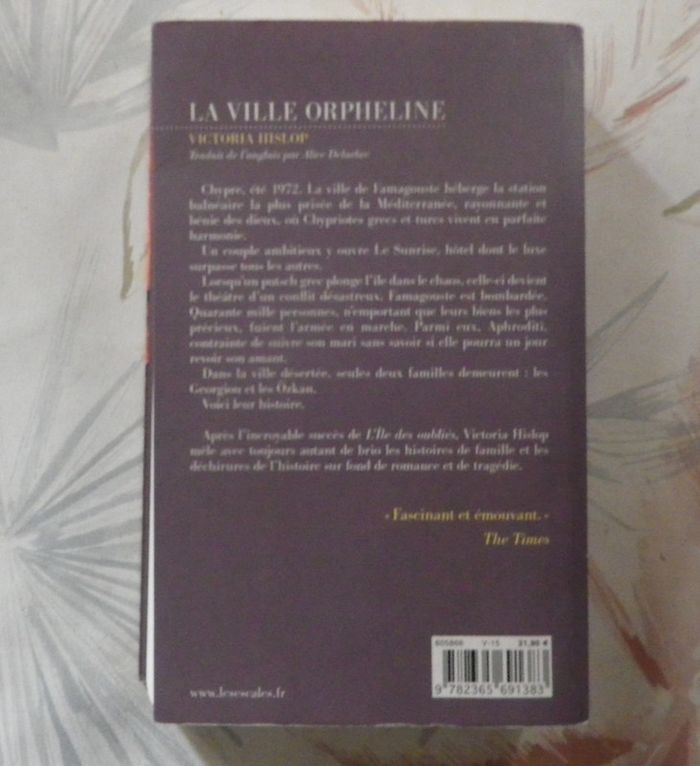 LA VILLE ORPHELINE
VICTORIA HISLOP
Traduit de l'anglais par Alice Delarbre
Chypre, été 1972. La ville de Famagouste héberge la station
balnéaire la plus prisée de la Méditerranée, rayonnante et
bénie des dieux, où Chypriotes grecs et turcs vivent en parfaite
harmonie.
Un couple ambitieux y ouvre Le Sunrise, hôtel dont le luxe
surpasse tous les autres.
Lorsqu'un putsch grec plonge l'île dans le chaos, celle-ci devient
le théâtre d'un conflit désastreux. Famagouste est bombardée.
Quarante mille personnes, n'emportant que leurs biens les plus
précieux, fuient l'armée en marche. Parmi eux, Aphroditi,
contrainte de suivre son mari sans savoir si elle pourra un jour
revoir son amant.
Dans la ville désertée, seules deux familles demeurent : les
Georgiou et les Özkan.
Voici leur histoire.
Après l'incroyable succès de L'Île des oubliés, Victoria Hislop
mêle avec toujours autant de brio les histoires de famille et les
déchirures de l'histoire sur fond de romance et de tragédie.
« Fascinant et émouvant. »
The Times
605866 V-15 21,90 €
9 782365 691383
www.lesescales.fr